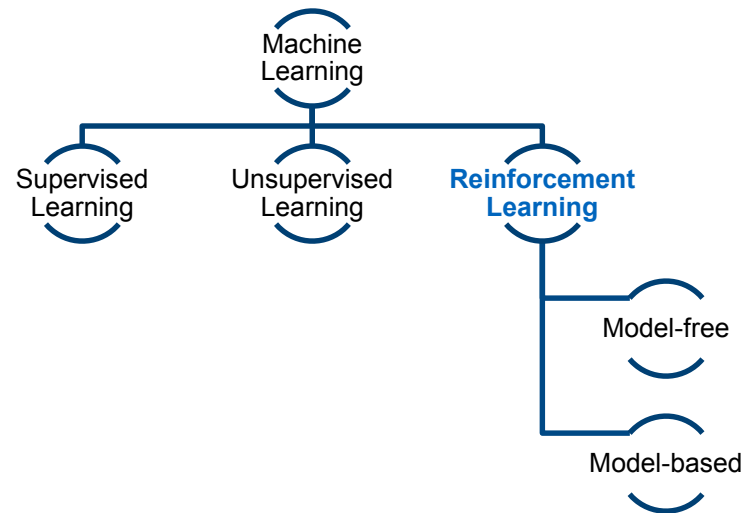 Machine
Learning
Supervised
Learning
Unsupervised
Learning
Reinforcement
Learning
Model-free
Model-based